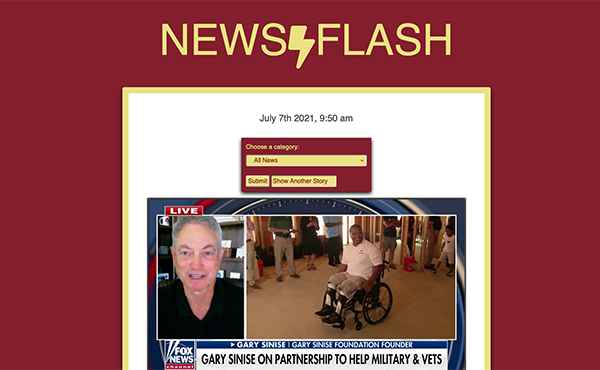 NEWS FLASH
July 7th 2021, 9:50 am
Choose a category:
All News
Submit Show Another Story
LIVE
GARY SINISE | GARY SINISE FOUNDATION FOUNDER
FOX
NEWS
channel
GARY SINISE ON PARTNERSHIP TO HELP MILITARY & VETS